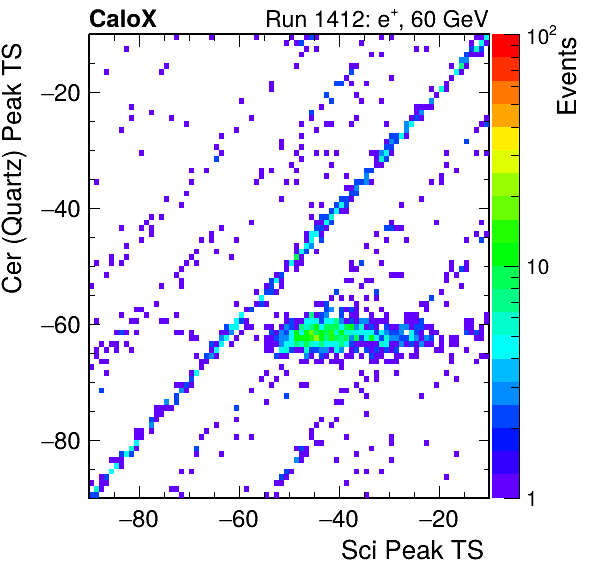 CaloX Run 1412: e⁺, 60 GeV
Cer (Quartz) Peak TS
−20
−40
−60
−80
−80 −60 −40 −20
Sci Peak TS
10²
10
1
Events